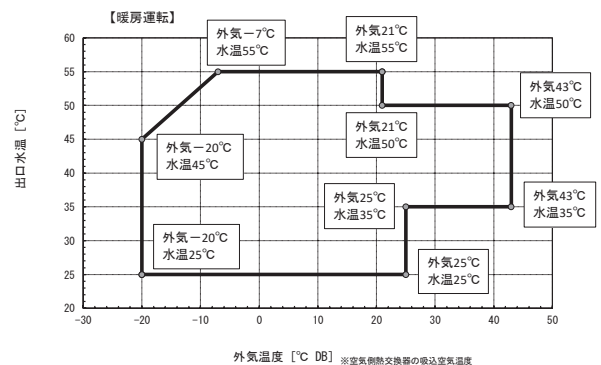 【暖房運転】
外気－7℃
水温55℃
外気21℃
水温55℃
外気43℃
水温50℃
外気21℃
水温50℃
外気－20℃
水温45℃
外気25℃
水温35℃
外気43℃
水温35℃
外気－20℃
水温25℃
外気25℃
水温25℃
出口水温 [℃]
60
55
50
45
40
35
30
25
20
-30
-20
-10
0
10
20
30
40
50
外気温度 [℃ DB] ※空気側熱交換器の吸込空気温度